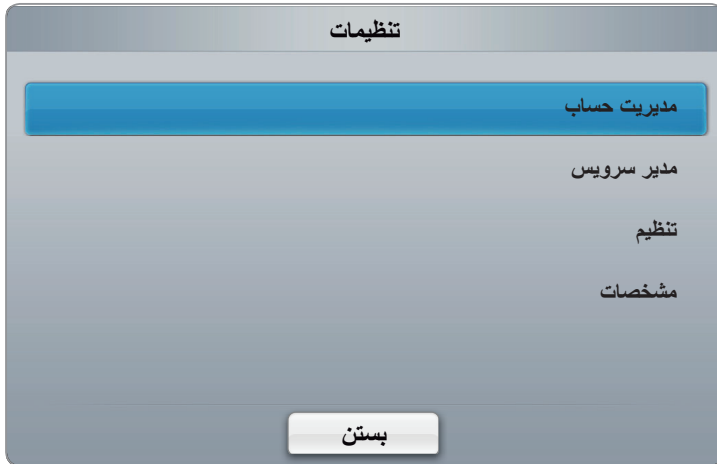 تنظیمات
مدیریت حساب
مدیر سرویس
تنظیم
مشخصات
بستن